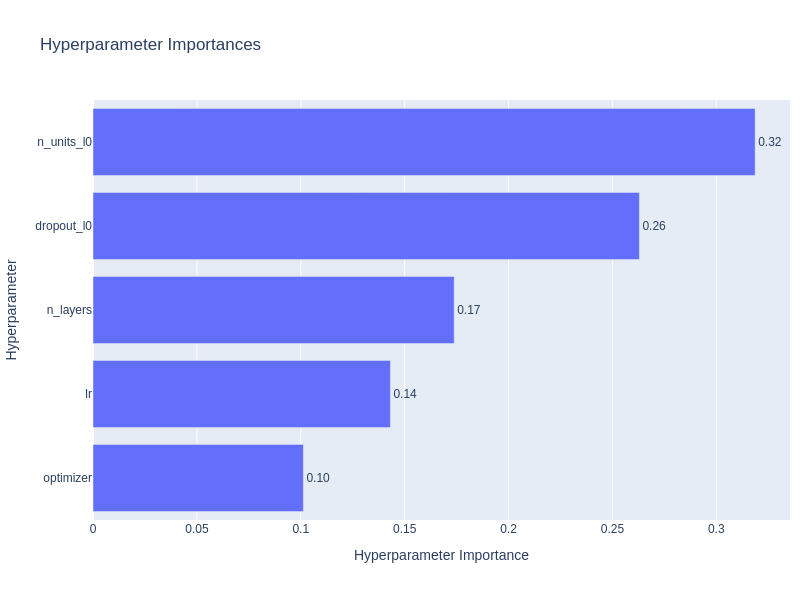 Hyperparameter Importances
n_units_l0
0.32
dropout_l0
0.26
n_layers
0.17
lr
0.14
optimizer
0.10
Hyperparameter
0
0.05
0.1
0.15
0.2
0.25
0.3
Hyperparameter Importance